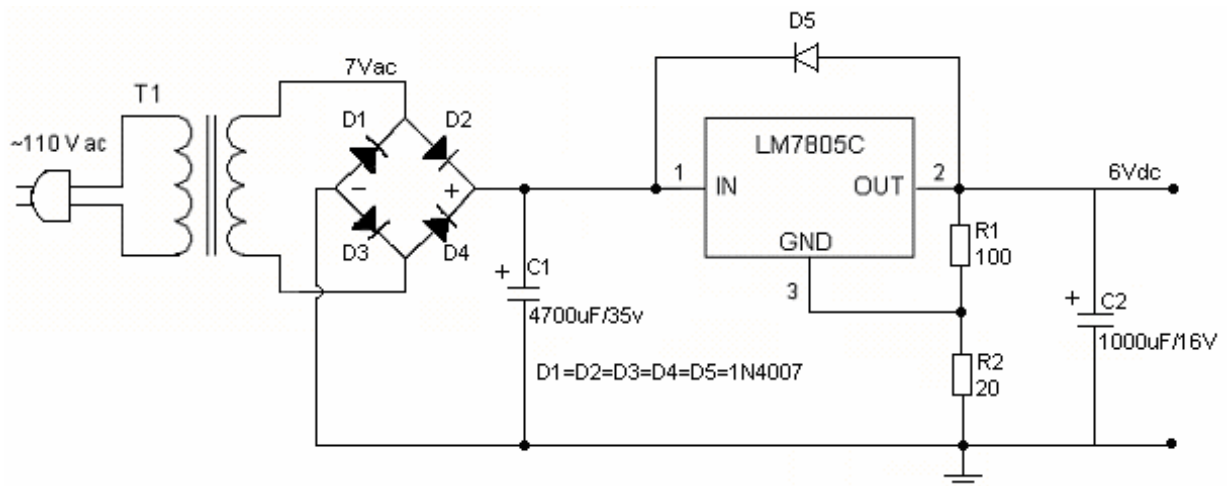 D5
7Vac
T1
D1
D2
LM7805C
~110 V ac
6Vdc
1
IN
OUT
2
−
+
GND
R1
100
D3
D4
C1
+
4700uF/35v
3
C2
+
1000uF/16V
D1=D2=D3=D4=D5=1N4007
R2
20